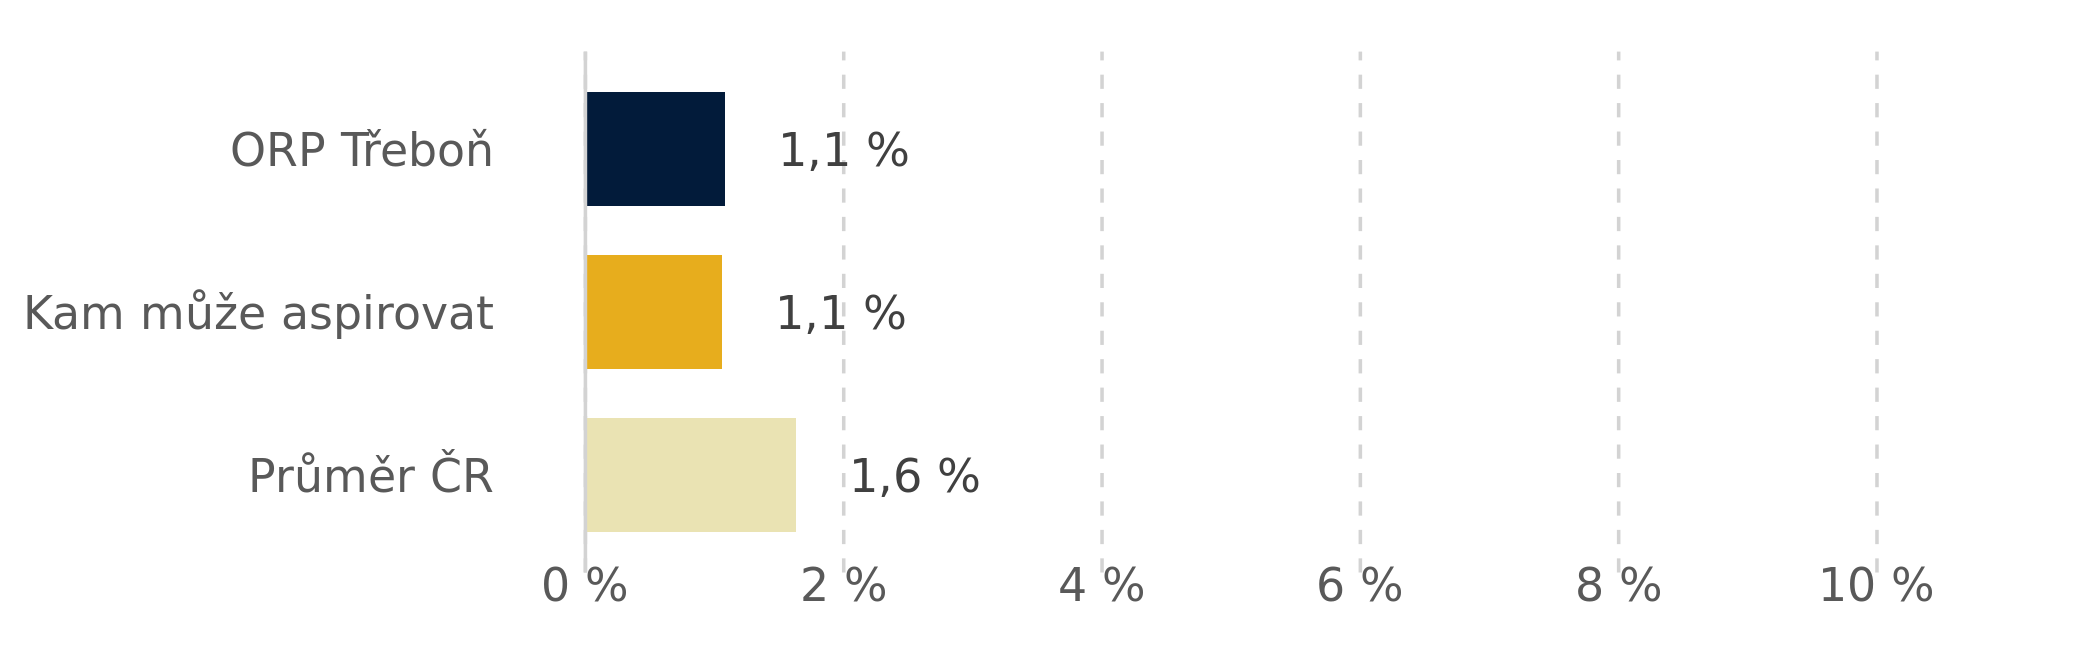 ORP Třeboň 1,1 %
Kam může aspirovat 1,1 %
Průměr ČR 1,6 %
0 % 2 % 4 % 6 % 8 % 10 %